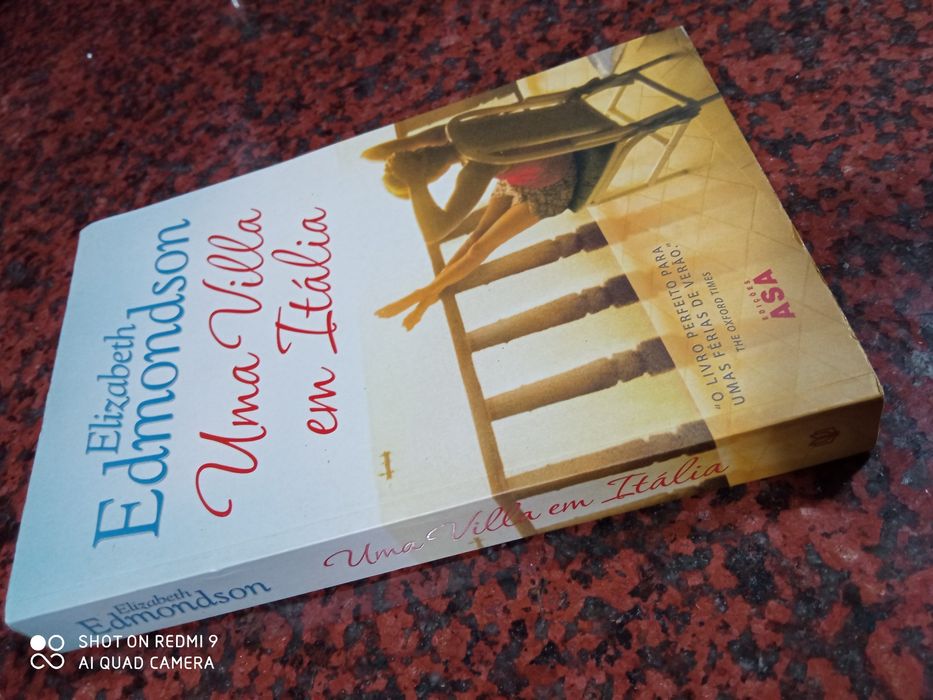 Elizabeth
Edmondson
Uma Villa
em Itália
"O LIVRO PERFEITO PARA
UMAS FÉRIAS DE VERÃO."
THE OXFORD TIMES
EDIÇÕES
ASA
Elizabeth
Edmondson
Uma Villa em Itália
SHOT ON REDMI 9
AI QUAD CAMERA